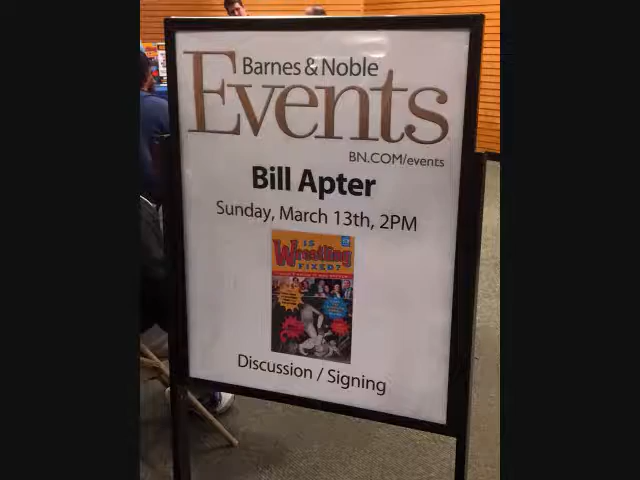 Barnes & Noble
Events
BN.COM/events
Bill Apter
Sunday, March 13th, 2PM
IS
Wrestling
FIXED?
Discussion / Signing